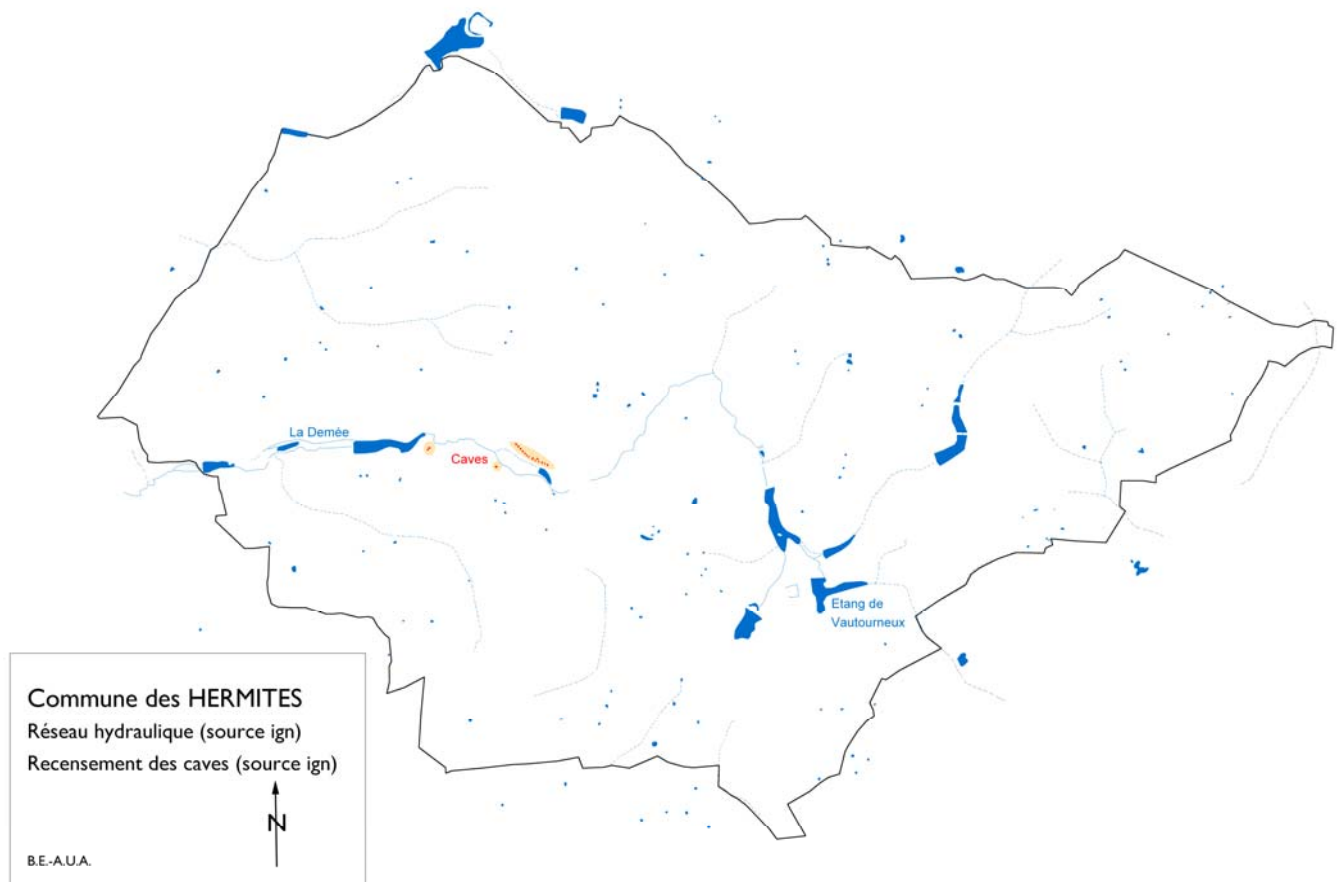 La Demée
Caves
Etang de
Vautourneux
Commune des HERMITES
Réseau hydraulique (source ign)
Recensement des caves (source ign)
N
B.E.-A.U.A.